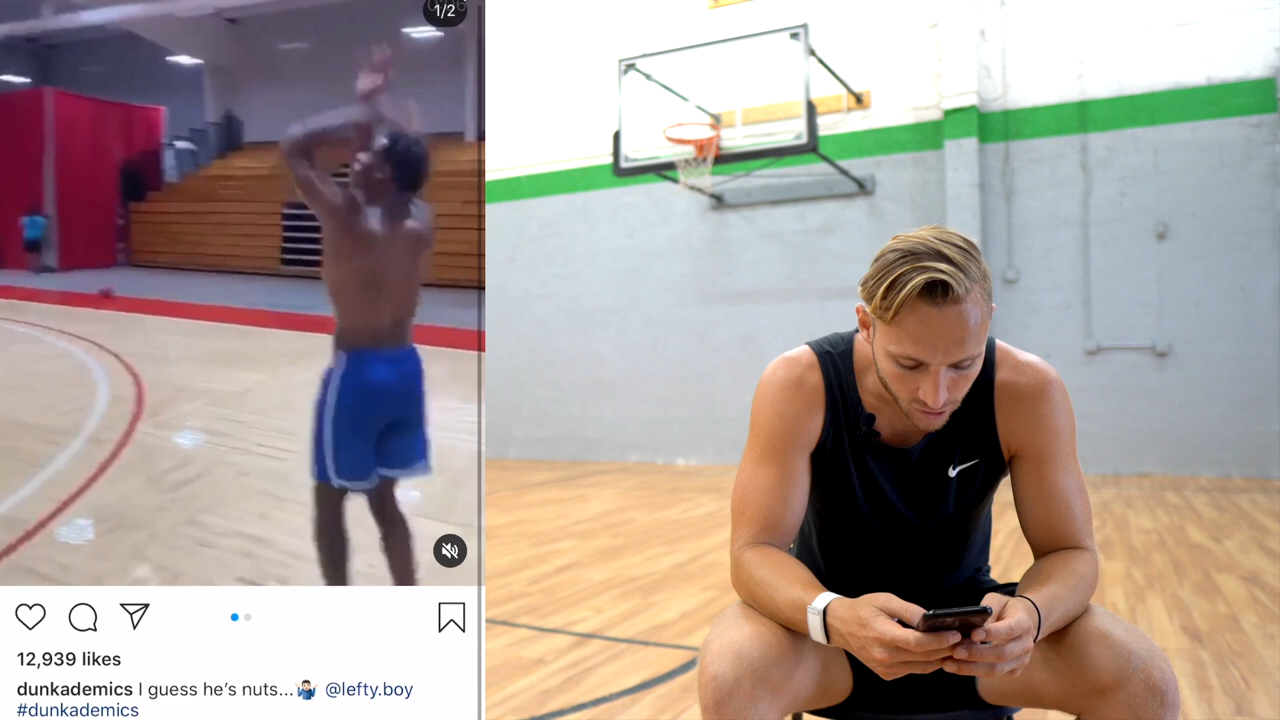 1/2
12,939 likes
dunkademics I guess he's nuts...🤷🏻‍♂️ @lefty.boy
#dunkademics